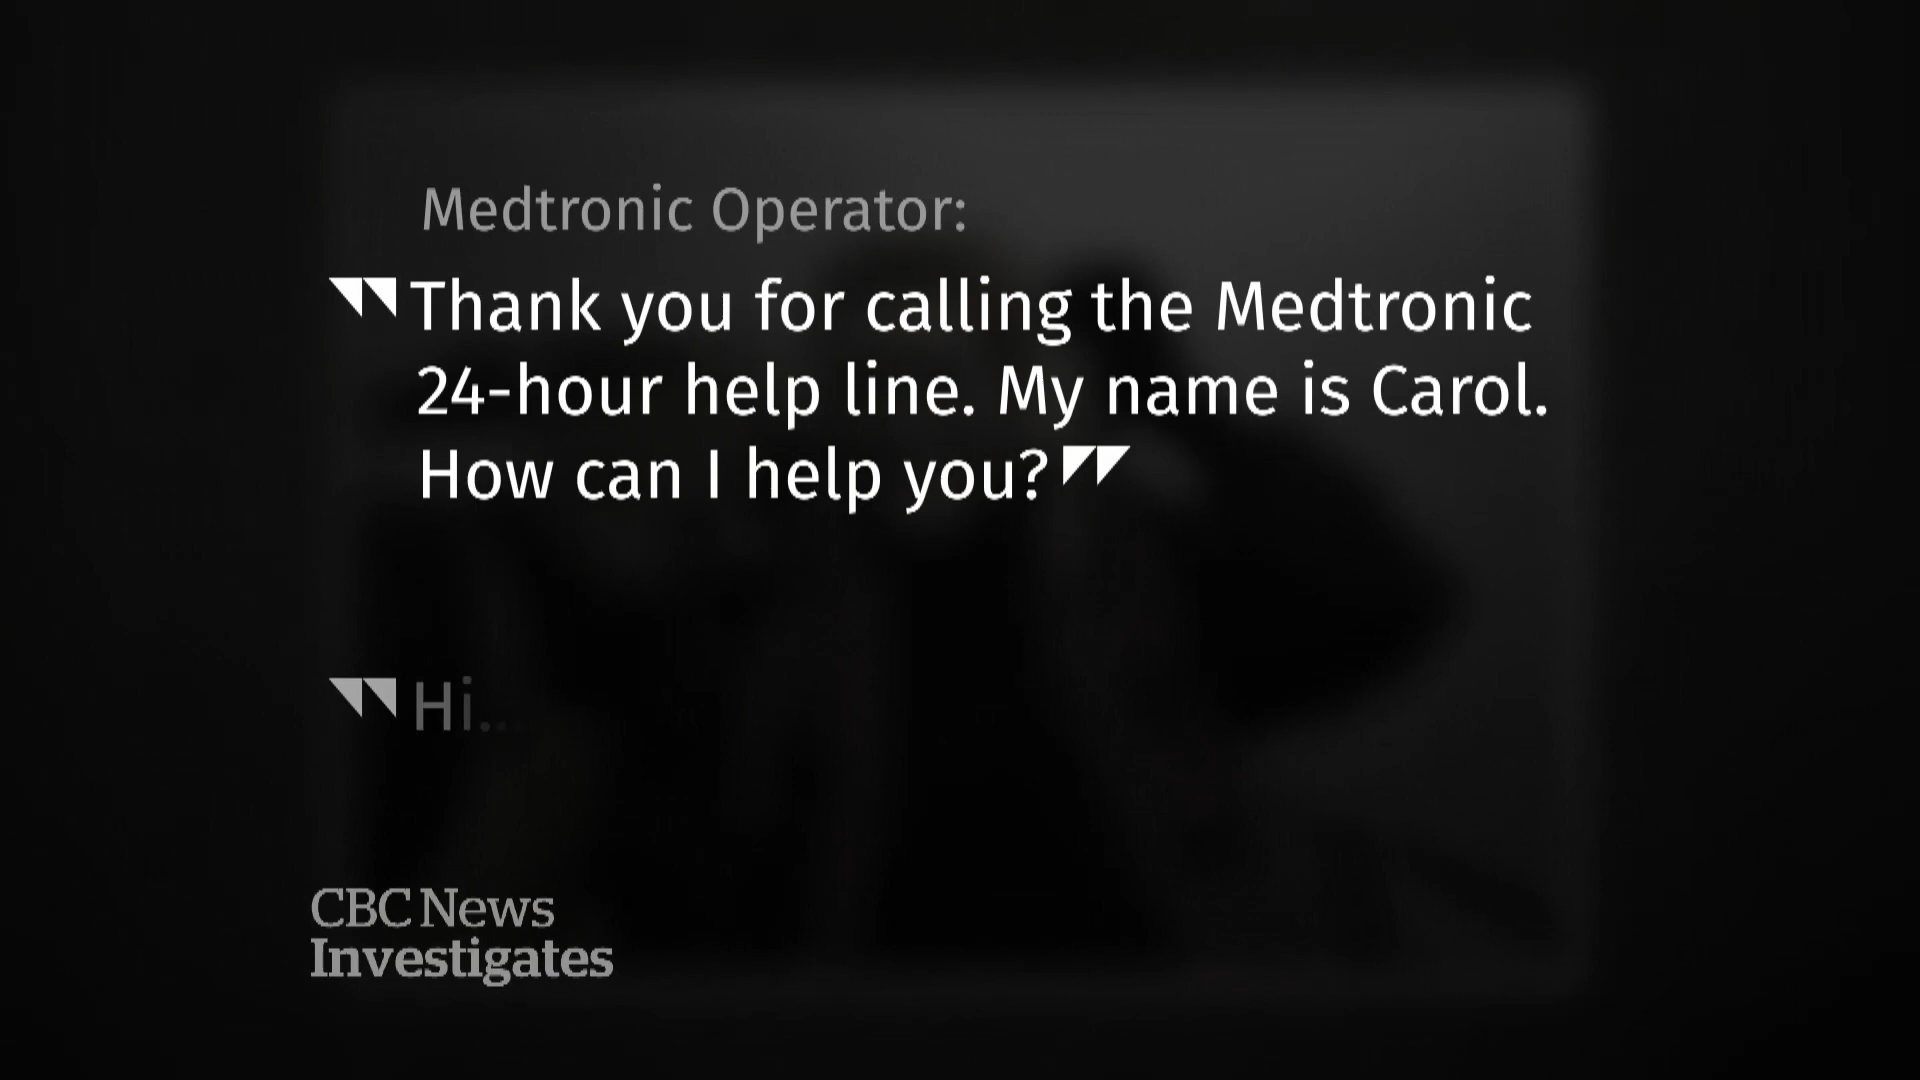 Medtronic Operator:
"Thank you for calling the Medtronic
24-hour help line. My name is Carol.
How can I help you?"
"Hi...
CBC News
Investigates